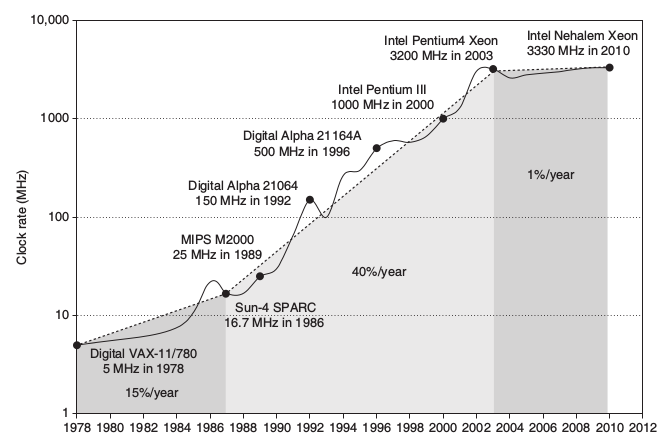 10,000
1000
100
10
1
Clock rate (MHz)
Intel Pentium4 Xeon
3200 MHz in 2003
Intel Nehalem Xeon
3330 MHz in 2010
Intel Pentium III
1000 MHz in 2000
Digital Alpha 21164A
500 MHz in 1996
1%/year
Digital Alpha 21064
150 MHz in 1992
MIPS M2000
25 MHz in 1989
40%/year
Sun-4 SPARC
16.7 MHz in 1986
Digital VAX-11/780
5 MHz in 1978
15%/year
1978 1980 1982 1984 1986 1988 1990 1992 1994 1996 1998 2000 2002 2004 2006 2008 2010 2012